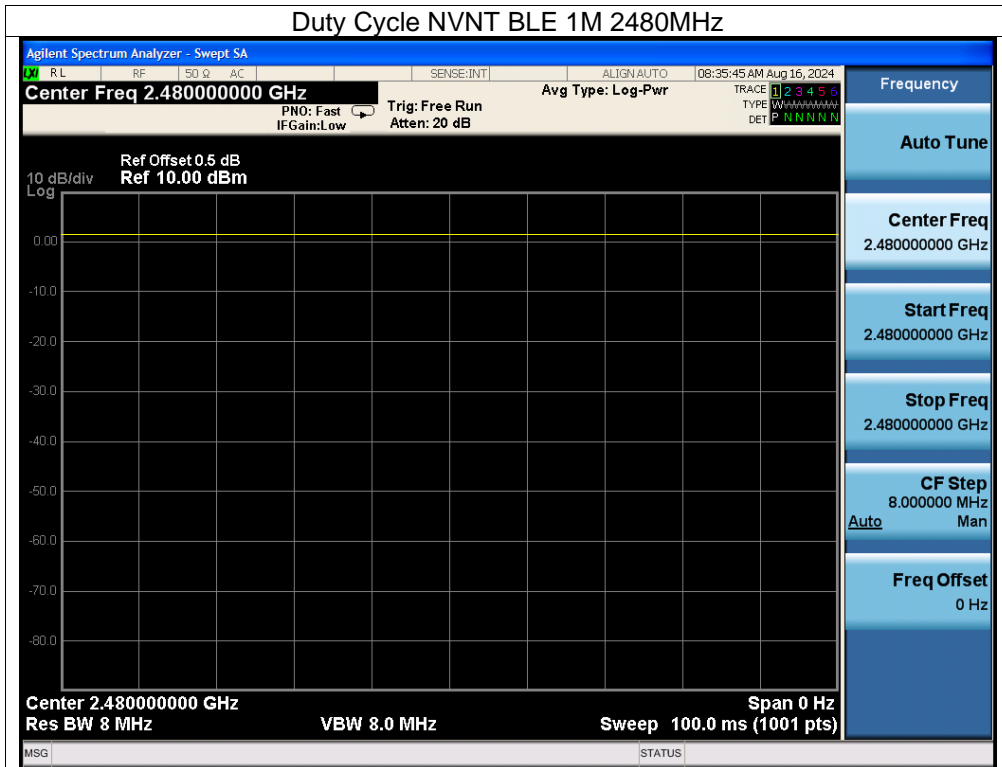 Duty Cycle NVNT BLE 1M 2480MHz
Agilent Spectrum Analyzer - Swept SA
LXI RL RF 50 Ω AC SENSE:INT ALIGN AUTO 08:35:45 AM Aug 16, 2024
Center Freq 2.480000000 GHz
PNO: Fast
IFGain:Low
Trig: Free Run
Atten: 20 dB
Avg Type: Log-Pwr
TRACE 1 2 3 4 5 6
TYPE WWWWWWW
DET P N N N N N
Frequency
Auto Tune
Center Freq
2.480000000 GHz
Start Freq
2.480000000 GHz
Stop Freq
2.480000000 GHz
CF Step
8.000000 MHz
Auto Man
Freq Offset
0 Hz
Ref Offset 0.5 dB
10 dB/div Ref 10.00 dBm
Log
0.00
-10.0
-20.0
-30.0
-40.0
-50.0
-60.0
-70.0
-80.0
Center 2.480000000 GHz Span 0 Hz
Res BW 8 MHz VBW 8.0 MHz Sweep 100.0 ms (1001 pts)
MSG STATUS